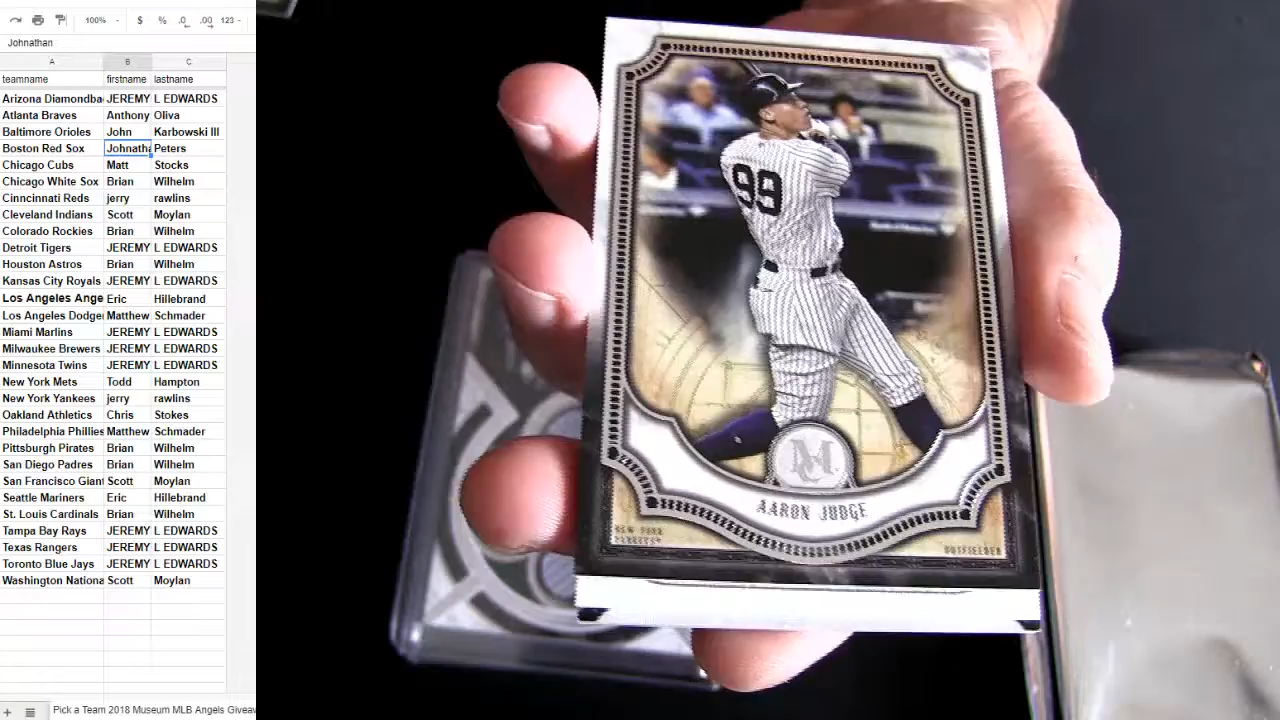 100% $ % .0 .00 123
Johnathan
A B C
teamname firstname lastname
Arizona Diamondba JEREMY L EDWARDS
Atlanta Braves Anthony Oliva
Baltimore Orioles John Karbowski III
Boston Red Sox Johnatha Peters
Chicago Cubs Matt Stocks
Chicago White Sox Brian Wilhelm
Cinncinati Reds jerry rawlins
Cleveland Indians Scott Moylan
Colorado Rockies Brian Wilhelm
Detroit Tigers JEREMY L EDWARDS
Houston Astros Brian Wilhelm
Kansas City Royals JEREMY L EDWARDS
Los Angeles Ange Eric Hillebrand
Los Angeles Dodge Matthew Schmader
Miami Marlins JEREMY L EDWARDS
Milwaukee Brewers JEREMY L EDWARDS
Minnesota Twins JEREMY L EDWARDS
New York Mets Todd Hampton
New York Yankees jerry rawlins
Oakland Athletics Chris Stokes
Philadelphia Phillies Matthew Schmader
Pittsburgh Pirates Brian Wilhelm
San Diego Padres Brian Wilhelm
San Francisco Gian Scott Moylan
Seattle Mariners Eric Hillebrand
St. Louis Cardinals Brian Wilhelm
Tampa Bay Rays JEREMY L EDWARDS
Texas Rangers JEREMY L EDWARDS
Toronto Blue Jays JEREMY L EDWARDS
Washington Nationa Scott Moylan
Pick a Team 2018 Museum MLB Angels Giveaw
99
MC
AARON JUDGE
NEW YORK
YANKEES
OUTFIELDER